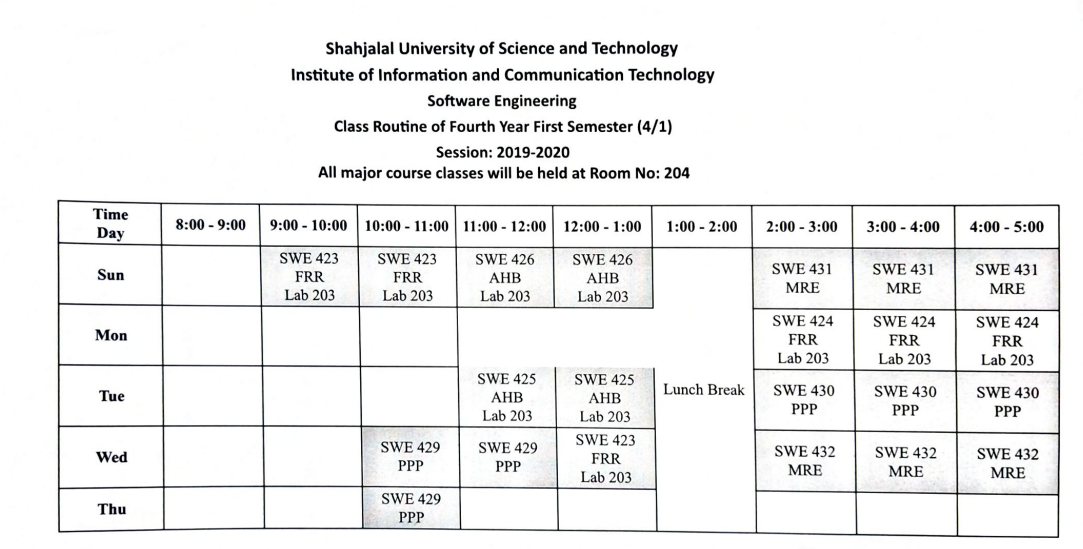 Shahjalal University of Science and Technology
Institute of Information and Communication Technology
Software Engineering
Class Routine of Fourth Year First Semester (4/1)
Session: 2019-2020
All major course classes will be held at Room No: 204
Time
Day
8:00 - 9:00
9:00 - 10:00
10:00 - 11:00
11:00 - 12:00
12:00 - 1:00
1:00 - 2:00
2:00 - 3:00
3:00 - 4:00
4:00 - 5:00
Sun
SWE 423
FRR
Lab 203
SWE 423
FRR
Lab 203
SWE 426
AHB
Lab 203
SWE 426
AHB
Lab 203
SWE 431
MRE
SWE 431
MRE
SWE 431
MRE
Mon
SWE 424
FRR
Lab 203
SWE 424
FRR
Lab 203
SWE 424
FRR
Lab 203
Tue
SWE 425
AHB
Lab 203
SWE 425
AHB
Lab 203
Lunch Break
SWE 430
PPP
SWE 430
PPP
SWE 430
PPP
Wed
SWE 429
PPP
SWE 429
PPP
SWE 423
FRR
Lab 203
SWE 432
MRE
SWE 432
MRE
SWE 432
MRE
Thu
SWE 429
PPP